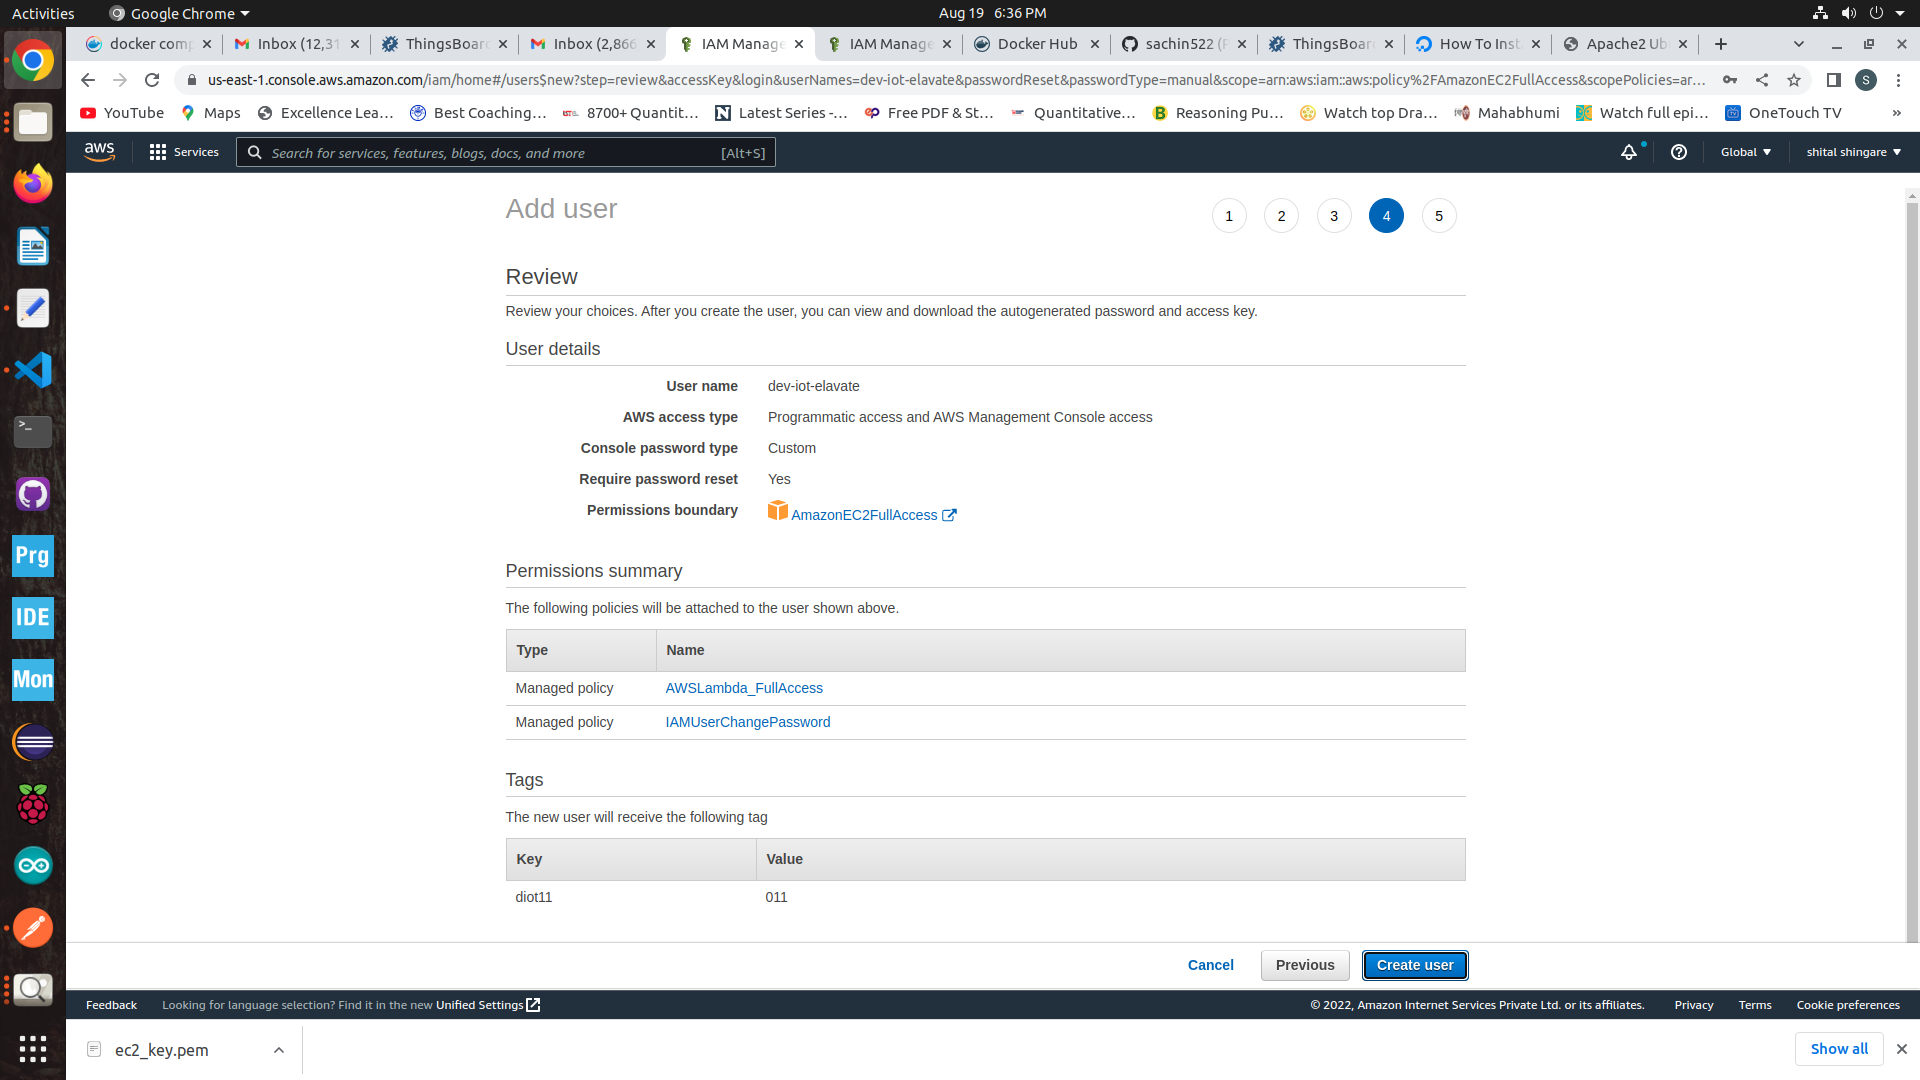 Activities
Google Chrome
Aug 19 6:36 PM
docker comp
Inbox (12,31
ThingsBoar
Inbox (2,866
IAM Manage
IAM Manage
Docker Hub
sachin522 (P
ThingsBoar
How To Inst
Apache2 Ub
us-east-1.console.aws.amazon.com/iam/home#/users$new?step=review&accessKey&login&userNames=dev-iot-elavate&passwordReset&passwordType=manual&scope=arn:aws:iam::aws:policy%2FAmazonEC2FullAccess&scopePolicies=ar...
S
YouTube
Maps
Excellence Lea...
Best Coaching...
8700+ Quantit...
Latest Series -...
Free PDF & St...
Quantitative...
Reasoning Pu...
Watch top Dra...
Mahabhumi
Watch full epi...
OneTouch TV
»
aws
Services
Search for services, features, blogs, docs, and more [Alt+S]
Global
shital shingare
Add user
1 2 3 4 5
Review
Review your choices. After you create the user, you can view and download the autogenerated password and access key.
User details
User name dev-iot-elavate
AWS access type Programmatic access and AWS Management Console access
Console password type Custom
Require password reset Yes
Permissions boundary AmazonEC2FullAccess
Permissions summary
The following policies will be attached to the user shown above.
Type Name
Managed policy AWSLambda_FullAccess
Managed policy IAMUserChangePassword
Tags
The new user will receive the following tag
Key Value
diot11 011
Cancel Previous Create user
Feedback Looking for language selection? Find it in the new Unified Settings
© 2022, Amazon Internet Services Private Ltd. or its affiliates. Privacy Terms Cookie preferences
ec2_key.pem
Show all
Prg
IDE
Mon